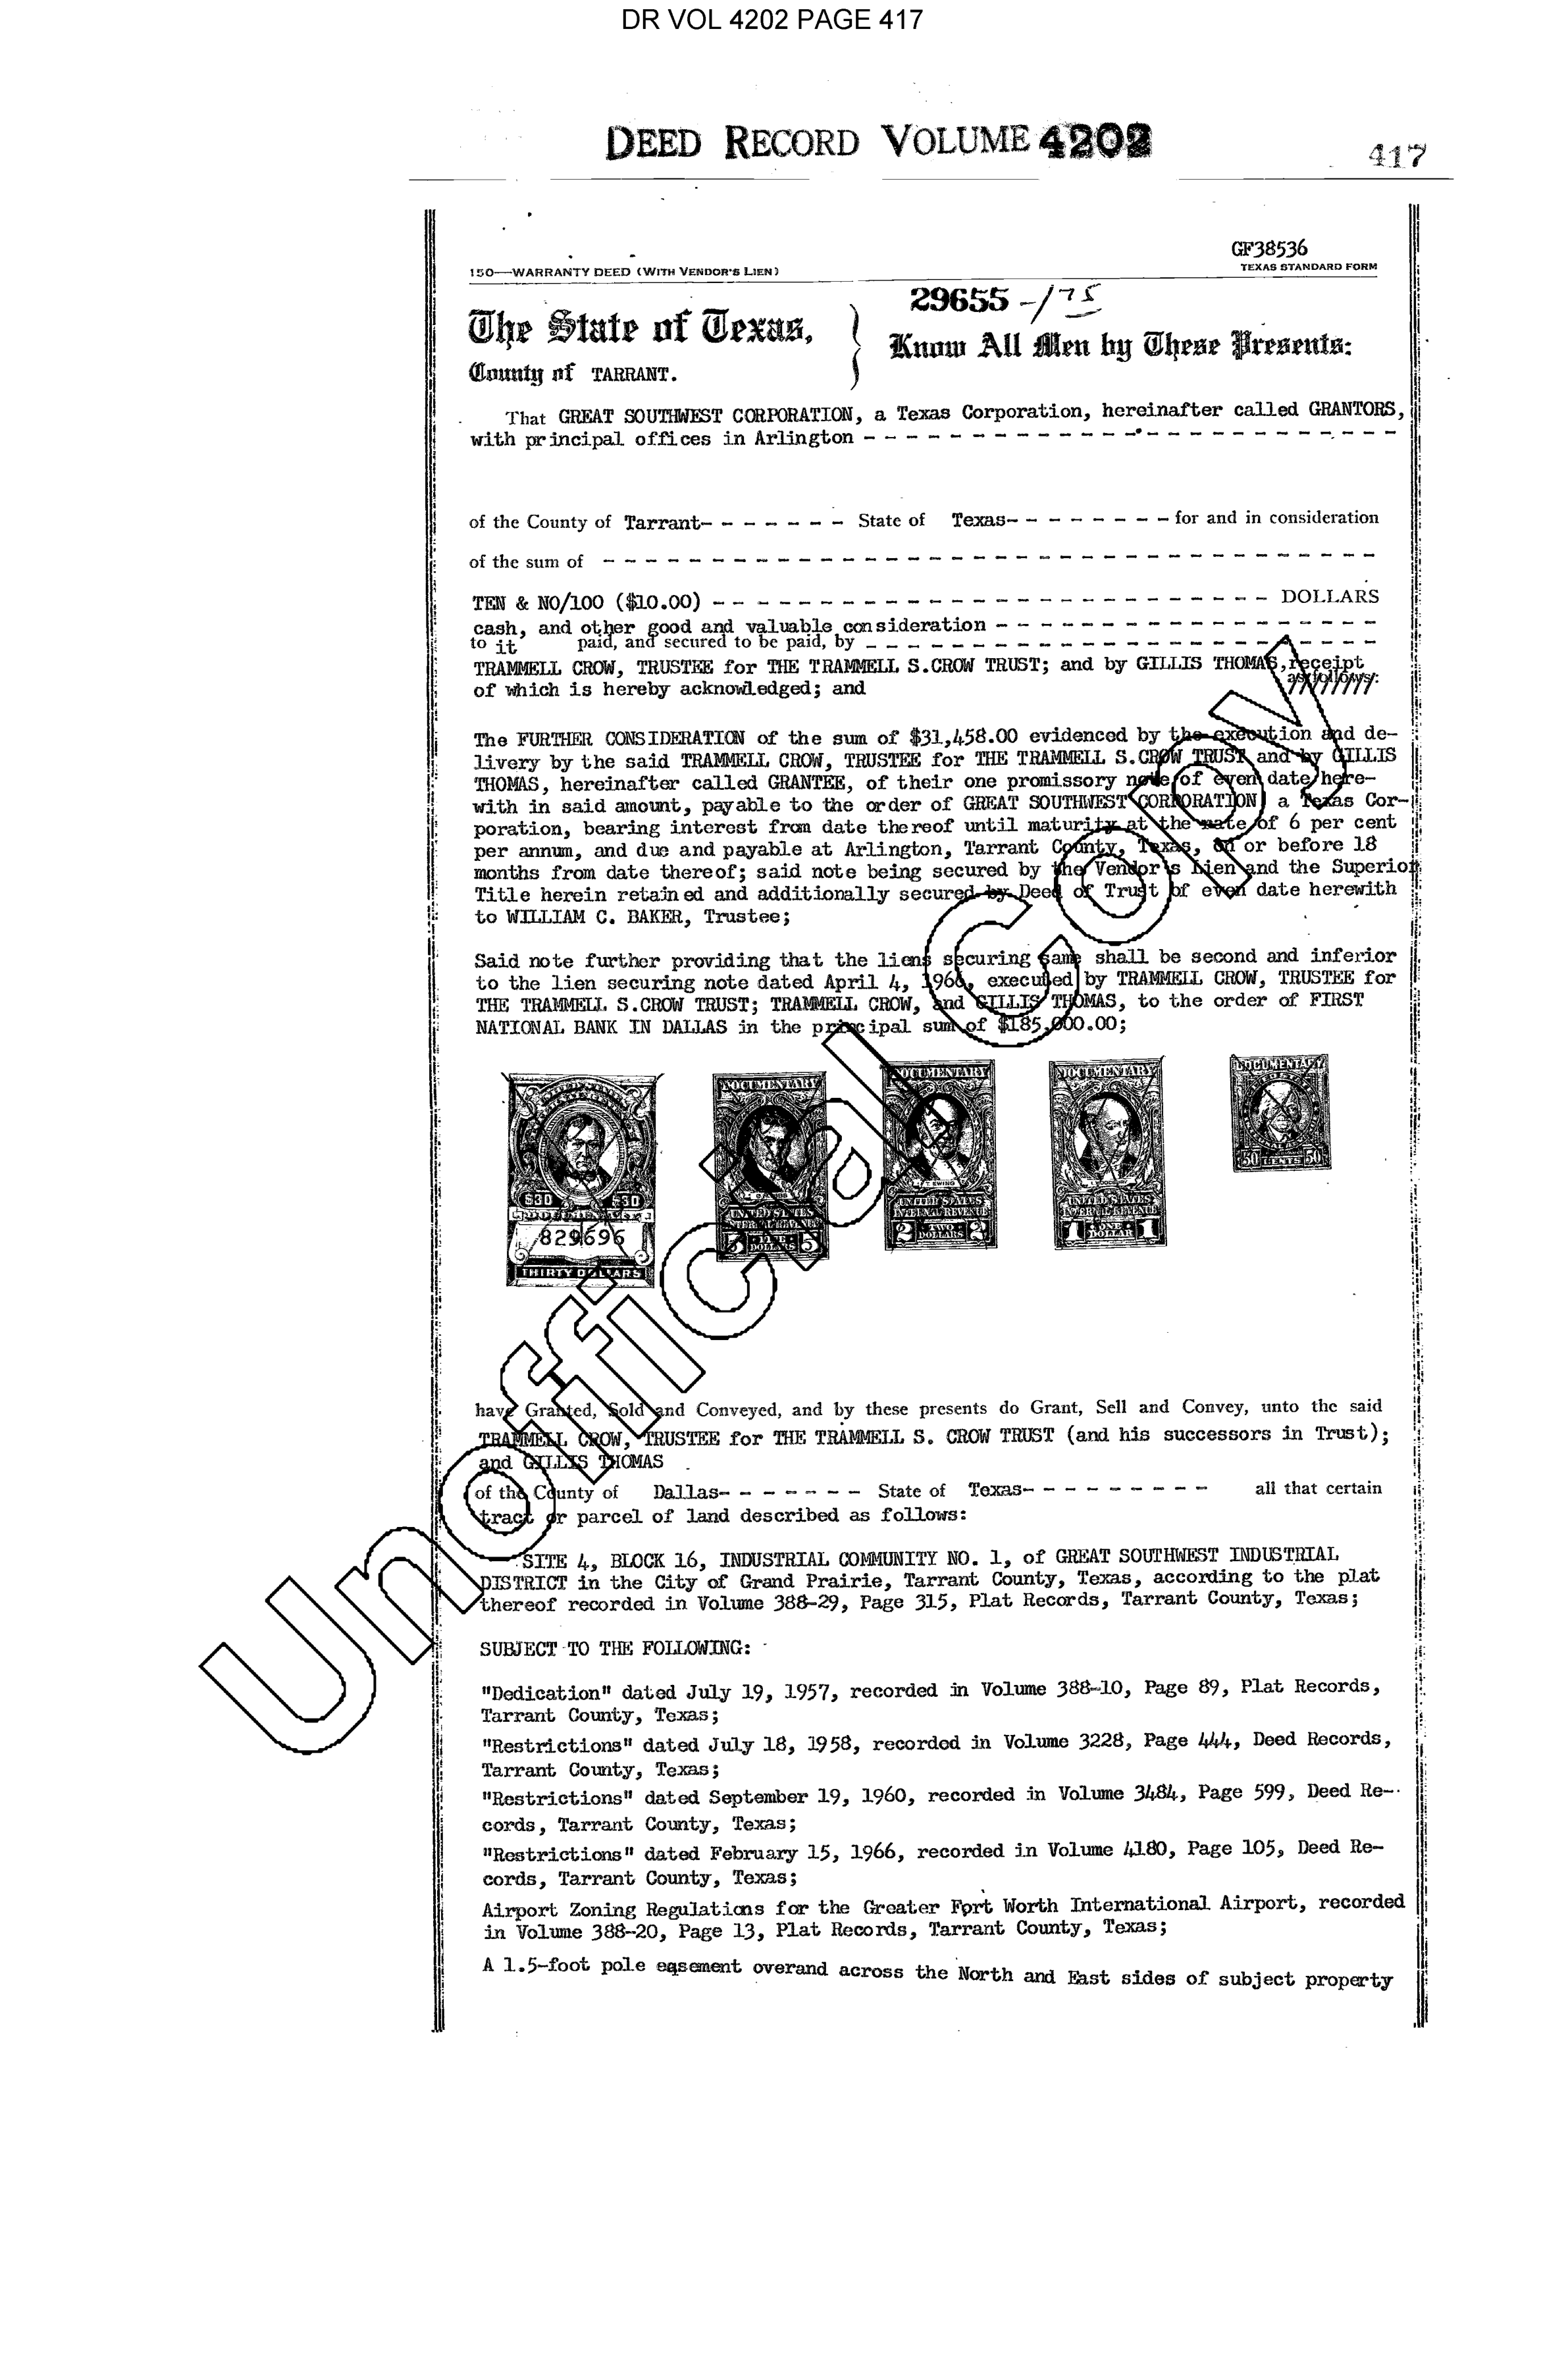 DR VOL 4202 PAGE 417
DEED RECORD VOLUME 4202
417
GF38536
150—WARRANTY DEED (WITH VENDOR'S LIEN)
TEXAS STANDARD FORM
29655 -/75
The State of Texas,
County of TARRANT.
Know All Men by These Presents:
That GREAT SOUTHWEST CORPORATION, a Texas Corporation, hereinafter called GRANTORS,
with principal offices in Arlington - - - - - - - - - - - - - - - - - - - - - - - - - -
of the County of Tarrant- - - - - - - - State of Texas- - - - - - - - - for and in consideration
of the sum of - - - - - - - - - - - - - - - - - - - - - - - - - - - - - - - - - - -
TEN & NO/100 ($10.00) - - - - - - - - - - - - - - - - - - - - - - - - - - DOLLARS
cash, and other good and valuable consideration - - - - - - - - - - - - - - - - - -
to it paid, and secured to be paid, by - - - - - - - - - - - - - - - - - - - - - - - -
TRAMMELL CROW, TRUSTEE for THE TRAMMELL S.CROW TRUST; and by GILLIS THOMAS, receipt
of which is hereby acknowledged; and as follows:
The FURTHER CONSIDERATION of the sum of $31,458.00 evidenced by the execution and de-
livery by the said TRAMMELL CROW, TRUSTEE for THE TRAMMELL S.CROW TRUST and by GILLIS
THOMAS, hereinafter called GRANTEE, of their one promissory note of even date here-
with in said amount, payable to the order of GREAT SOUTHWEST CORPORATION, a Texas Cor-
poration, bearing interest from date thereof until maturity at the rate of 6 per cent
per annum, and due and payable at Arlington, Tarrant County, Texas, on or before 18
months from date thereof; said note being secured by the Vendor's Lien and the Superior
Title herein retained and additionally secured by Deed of Trust of even date herewith
to WILLIAM C. BAKER, Trustee;
Said note further providing that the liens securing same shall be second and inferior
to the lien securing note dated April 4, 1966, executed by TRAMMELL CROW, TRUSTEE for
THE TRAMMELL S.CROW TRUST; TRAMMELL CROW, and GILLIS THOMAS, to the order of FIRST
NATIONAL BANK IN DALLAS in the principal sum of $185,000.00;
DOCUMENTARY DOCUMENTARY DOCUMENTARY DOCUMENTARY
$30 $30
829696
THIRTY DOLLARS
UNITED STATES
INTERNAL REVENUE
5 FIVE DOLLARS 5
T EWING
UNITED STATES
INTERNAL REVENUE
2 TWO DOLLARS 2
UNITED STATES
INTERNAL REVENUE
1 ONE DOLLAR 1
50 CENTS 50
have Granted, Sold and Conveyed, and by these presents do Grant, Sell and Convey, unto the said
TRAMMELL CROW, TRUSTEE for THE TRAMMELL S. CROW TRUST (and his successors in Trust);
and GILLIS THOMAS
of the County of Dallas- - - - - - - - State of Texas- - - - - - - - - - all that certain
tract or parcel of land described as follows:
SITE 4, BLOCK 16, INDUSTRIAL COMMUNITY NO. 1, of GREAT SOUTHWEST INDUSTRIAL
DISTRICT in the City of Grand Prairie, Tarrant County, Texas, according to the plat
thereof recorded in Volume 388-29, Page 315, Plat Records, Tarrant County, Texas;
SUBJECT TO THE FOLLOWING:
"Dedication" dated July 19, 1957, recorded in Volume 388-10, Page 89, Plat Records,
Tarrant County, Texas;
"Restrictions" dated July 18, 1958, recorded in Volume 3228, Page 444, Deed Records,
Tarrant County, Texas;
"Restrictions" dated September 19, 1960, recorded in Volume 3484, Page 599, Deed Re-
cords, Tarrant County, Texas;
"Restrictions" dated February 15, 1966, recorded in Volume 4180, Page 105, Deed Re-
cords, Tarrant County, Texas;
Airport Zoning Regulations for the Greater Fort Worth International Airport, recorded
in Volume 388-20, Page 13, Plat Records, Tarrant County, Texas;
A 1.5-foot pole easement overand across the North and East sides of subject property
Unofficial Copy